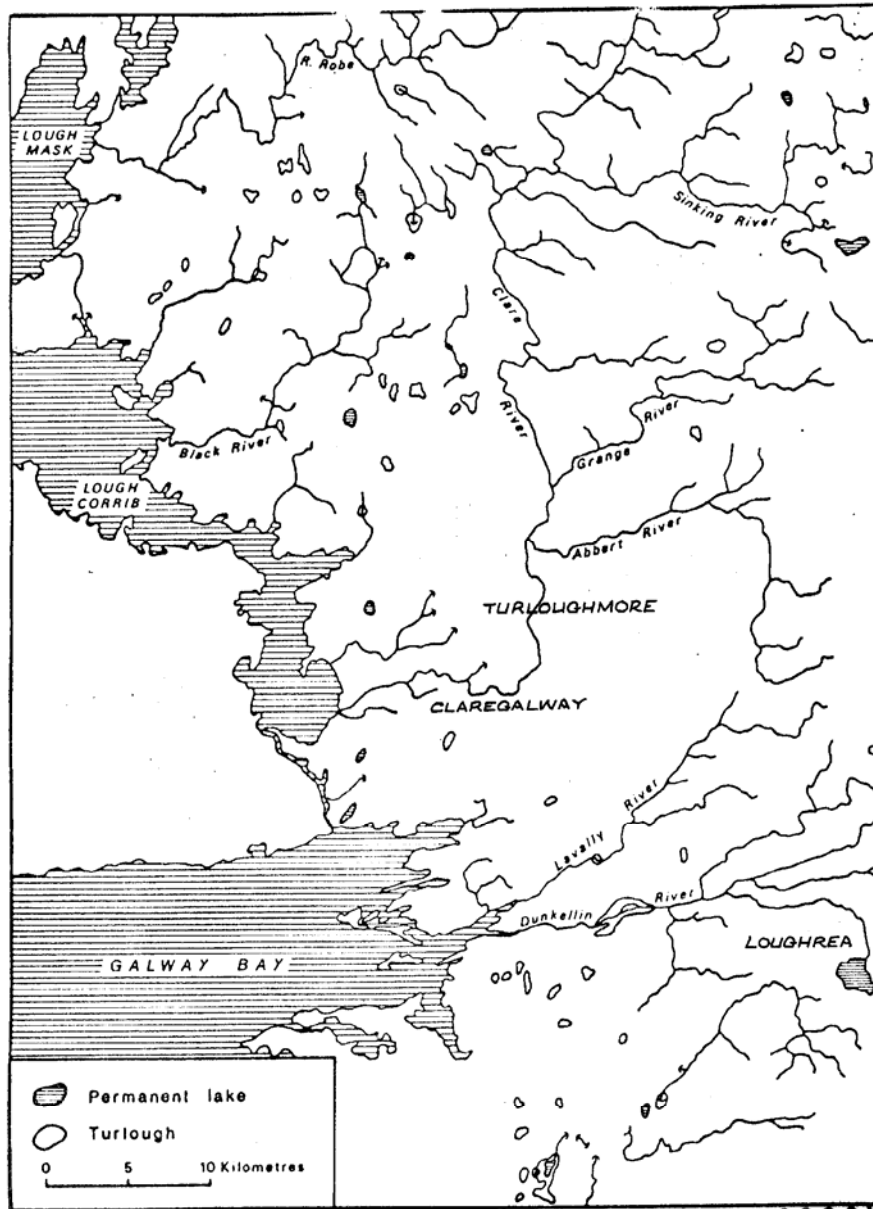 R. Robe
LOUGH
MASK
Sinking River
Clare
River
Black River
Grange River
LOUGH
CORRIB
Abbert River
TURLOUGHMORE
CLAREGALWAY
Lavally River
Dunkellin River
LOUGHREA
GALWAY BAY
Permanent lake
Turlough
0 5 10 Kilometres